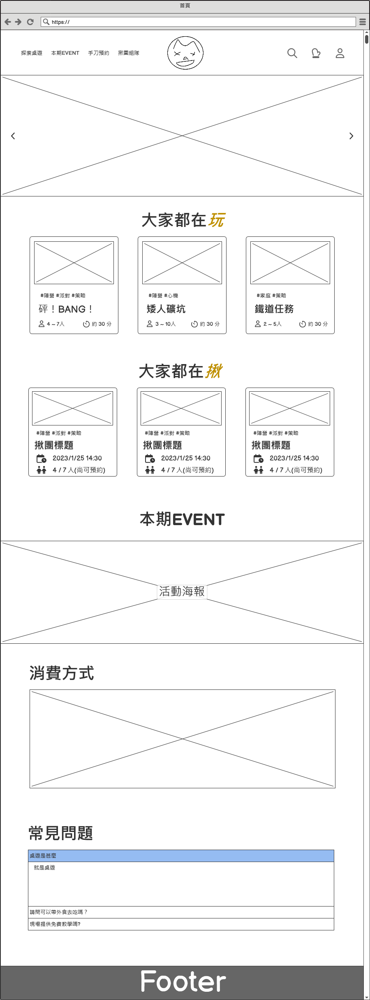 首頁
https://
探索桌遊 本期EVENT 手刀預約 揪團組隊
大家都在玩
#陣營 #派對 #策略
砰！BANG！
4 ~ 7人 約 30 分
#陣營 #心機
矮人礦坑
3 ~ 10人 約 30 分
#家庭 #策略
鐵道任務
2 ~ 5人 約 30 分
大家都在揪
#陣營 #派對 #策略
揪團標題
2023/1/25 14:30
4 / 7 人(尚可預約)
#陣營 #派對 #策略
揪團標題
2023/1/25 14:30
4 / 7 人(尚可預約)
#陣營 #派對 #策略
揪團標題
2023/1/25 14:30
4 / 7 人(尚可預約)
本期EVENT
活動海報
消費方式
常見問題
桌遊是甚麼
就是桌遊
請問可以帶外食去吃嗎？
現場提供免費教學嗎?
Footer